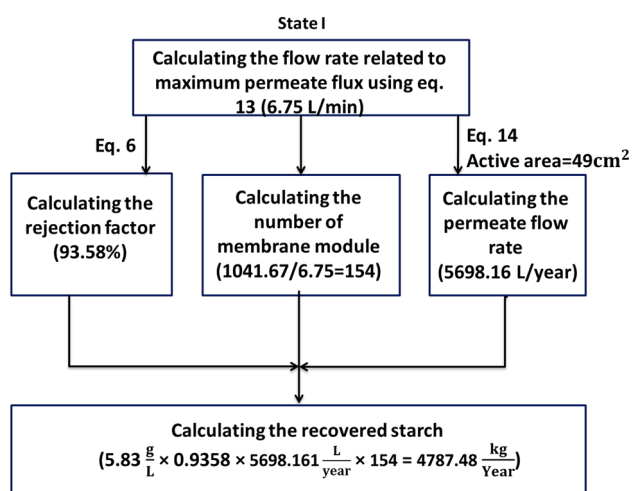 State I
Calculating the flow rate related to
maximum permeate flux using eq.
13 (6.75 L/min)
Eq. 6
Eq. 14
Active area=49cm²
Calculating the
rejection factor
(93.58%)
Calculating the
number of
membrane module
(1041.67/6.75=154)
Calculating the
permeate flow
rate
(5698.16 L/year)
Calculating the recovered starch
(5.83 g/L × 0.9358 × 5698.161 L/year × 154 = 4787.48 kg/Year)